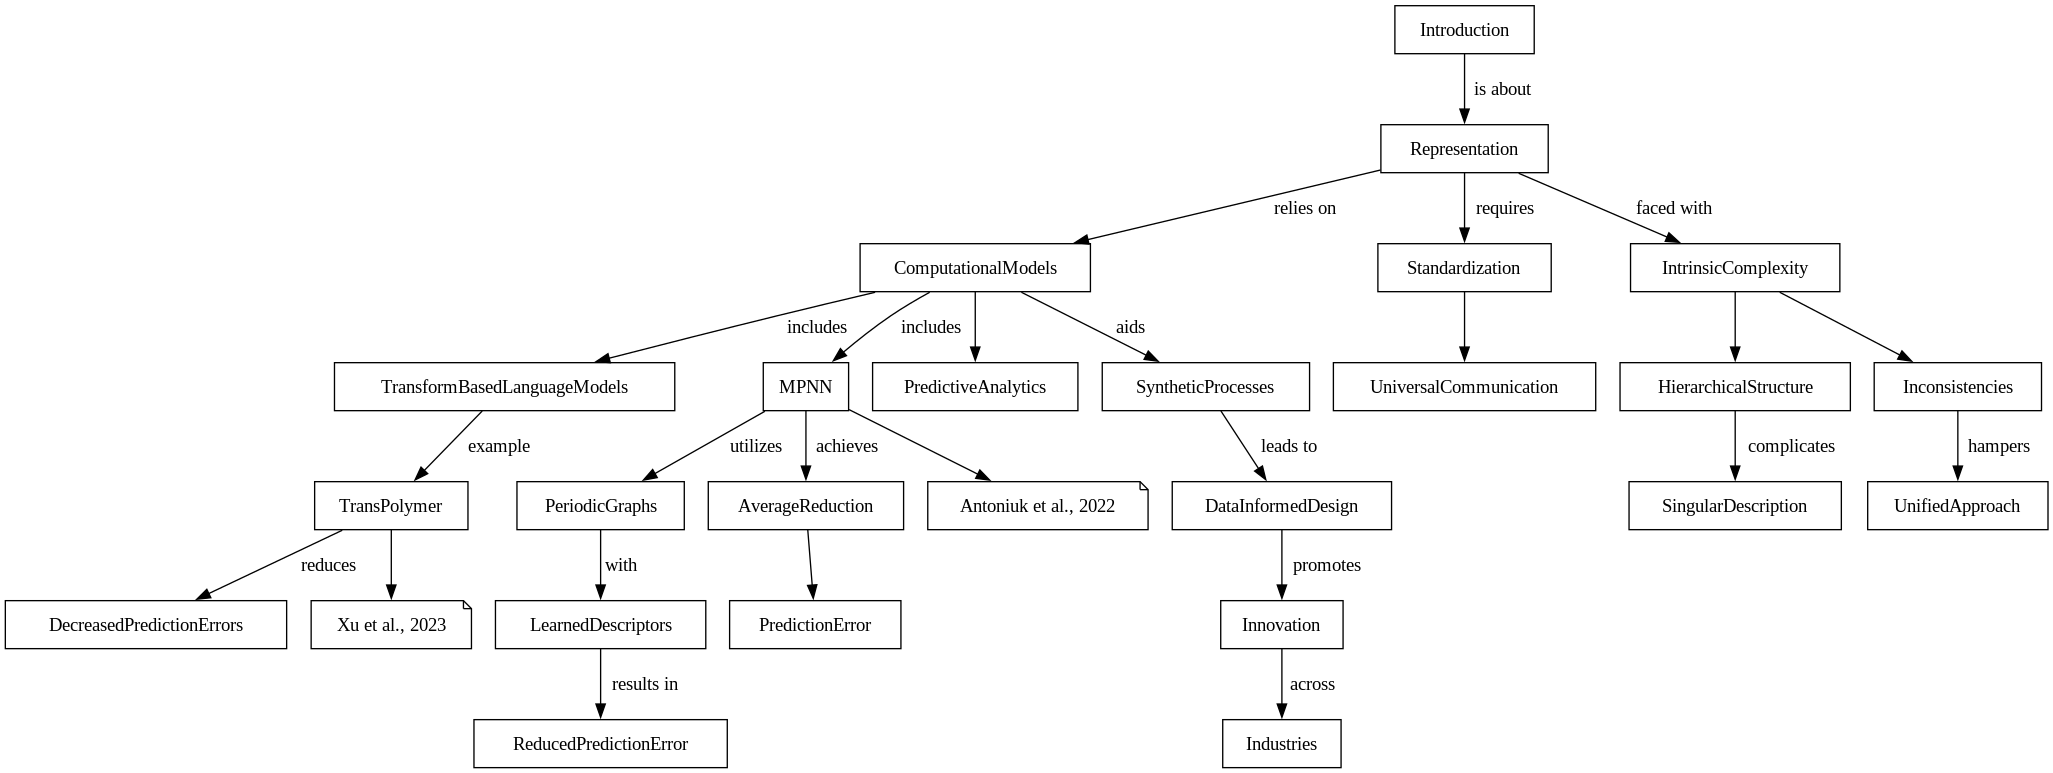 Introduction
is about
Representation
relies on
requires
faced with
ComputationalModels
Standardization
IntrinsicComplexity
includes
includes
aids
TransformBasedLanguageModels
MPNN
PredictiveAnalytics
SyntheticProcesses
UniversalCommunication
HierarchicalStructure
Inconsistencies
example
utilizes
achieves
leads to
complicates
hampers
TransPolymer
PeriodicGraphs
AverageReduction
Antoniuk et al., 2022
DataInformedDesign
SingularDescription
UnifiedApproach
reduces
with
promotes
DecreasedPredictionErrors
Xu et al., 2023
LearnedDescriptors
PredictionError
Innovation
results in
across
ReducedPredictionError
Industries